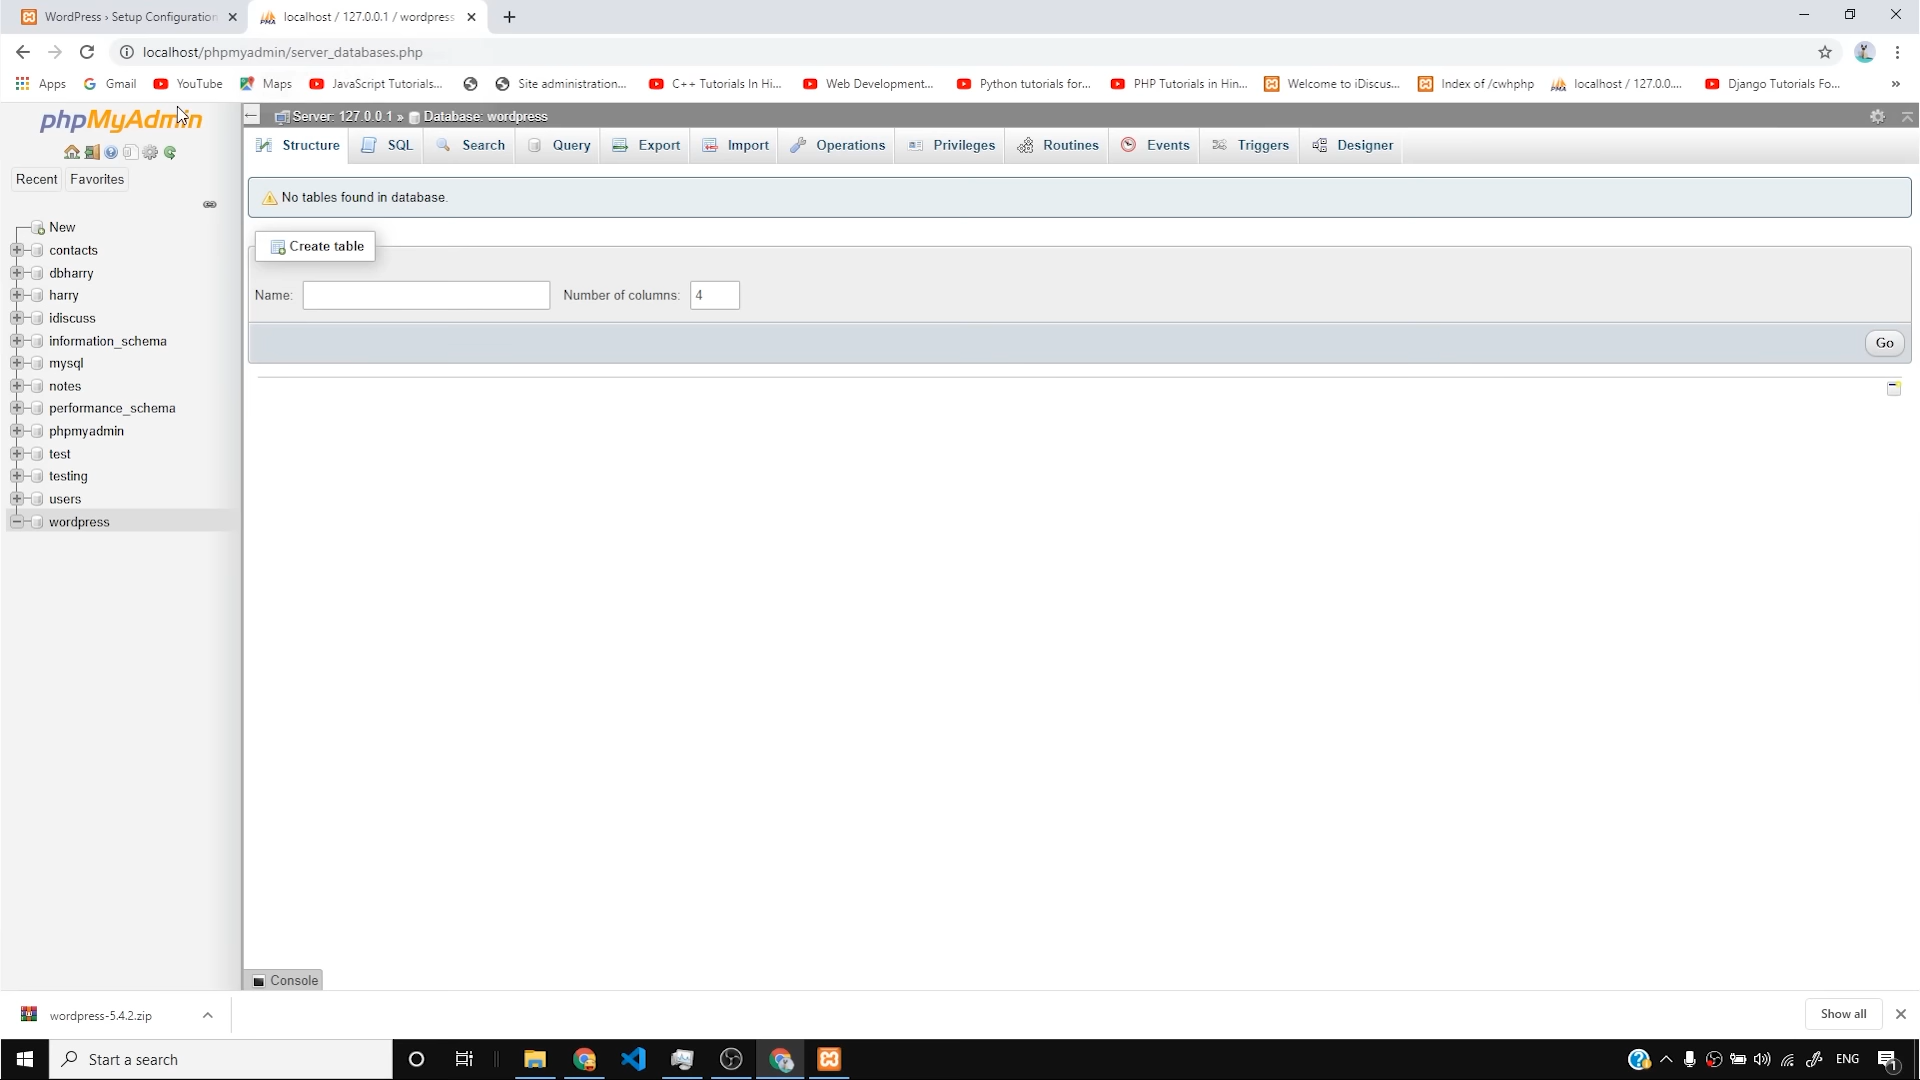 WordPress › Setup Configuration
localhost / 127.0.0.1 / wordpress
localhost/phpmyadmin/server_databases.php
Apps
Gmail
YouTube
Maps
JavaScript Tutorials...
Site administration...
C++ Tutorials In Hi...
Web Development...
Python tutorials for...
PHP Tutorials in Hin...
Welcome to iDiscus...
Index of /cwhphp
localhost / 127.0.0....
Django Tutorials Fo...
»
phpMyAdmin
Server: 127.0.0.1 » Database: wordpress
Structure
SQL
Search
Query
Export
Import
Operations
Privileges
Routines
Events
Triggers
Designer
Recent
Favorites
No tables found in database.
New
contacts
dbharry
harry
idiscuss
information_schema
mysql
notes
performance_schema
phpmyadmin
test
testing
users
wordpress
Create table
Name:
Number of columns: 4
Go
Console
wordpress-5.4.2.zip
Show all
Start a search
ENG
1